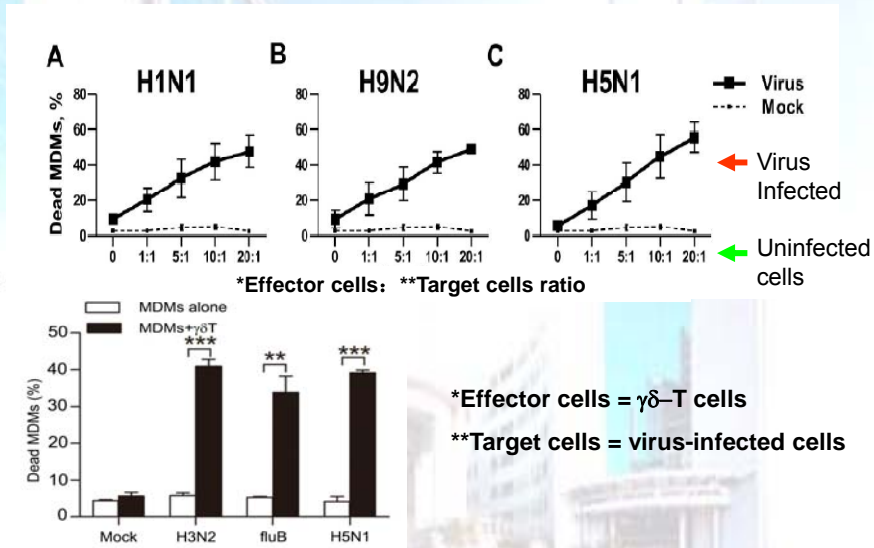 A B C
H1N1 H9N2 H5N1
Virus
Mock
Dead MDMs, %
80 80 80
60 60 60
40 40 40
20 20 20
0 0 0
0 1:1 5:1 10:1 20:1 0 1:1 5:1 10:1 20:1 0 1:1 5:1 10:1 20:1
Virus
Infected
Uninfected
cells
*Effector cells： **Target cells ratio
MDMs alone
MDMs+γδT
Dead MDMs (%)
50
40
30
20
10
0
*** ** ***
Mock H3N2 fluB H5N1
*Effector cells = γδ–T cells
**Target cells = virus-infected cells